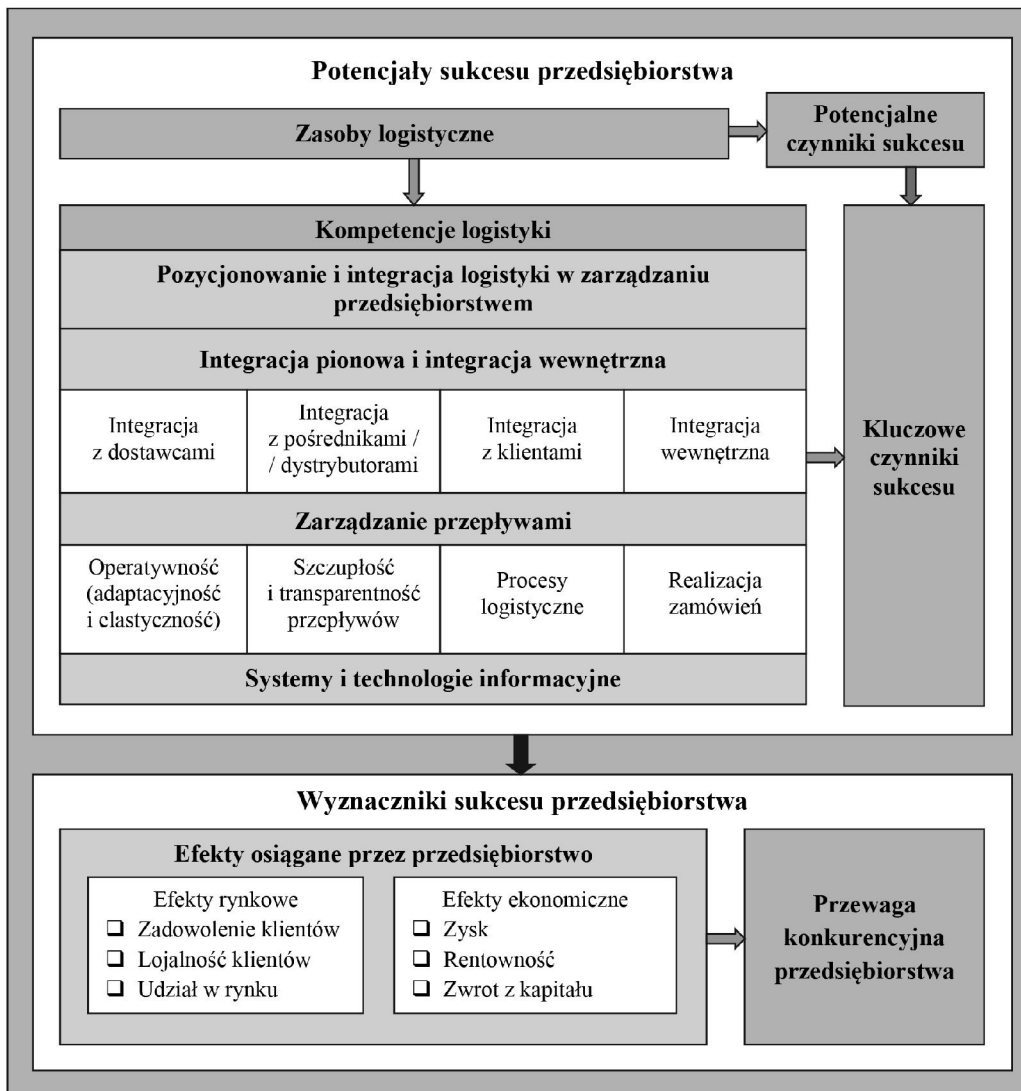 Potencjały sukcesu przedsiębiorstwa
Zasoby logistyczne
Potencjalne
czynniki sukcesu
Kompetencje logistyki
Pozycjonowanie i integracja logistyki w zarządzaniu
przedsiębiorstwem
Integracja pionowa i integracja wewnętrzna
Integracja
z dostawcami
Integracja
z pośrednikami /
/ dystrybutorami
Integracja
z klientami
Integracja
wewnętrzna
Zarządzanie przepływami
Operatywność
(adaptacyjność
i elastyczność)
Szczupłość
i transparentność
przepływów
Procesy
logistyczne
Realizacja
zamówień
Systemy i technologie informacyjne
Kluczowe
czynniki
sukcesu
Wyznaczniki sukcesu przedsiębiorstwa
Efekty osiągane przez przedsiębiorstwo
Efekty rynkowe
❑ Zadowolenie klientów
❑ Lojalność klientów
❑ Udział w rynku
Efekty ekonomiczne
❑ Zysk
❑ Rentowność
❑ Zwrot z kapitału
Przewaga
konkurencyjna
przedsiębiorstwa